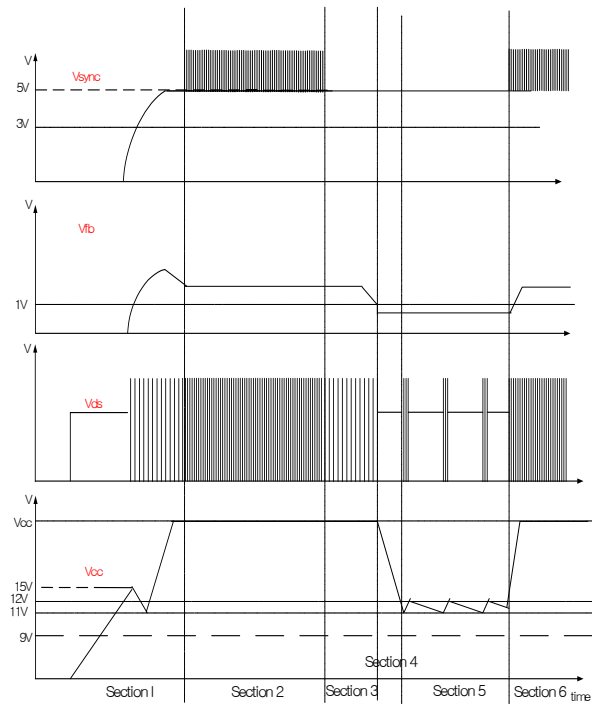 V
Vsync
5V
3V
V
Vfb
1V
V
Vds
V
Vcc
Vcc
15V
12V
11V
9V
Section 4
Section 1 Section 2 Section 3 Section 5 Section 6 time